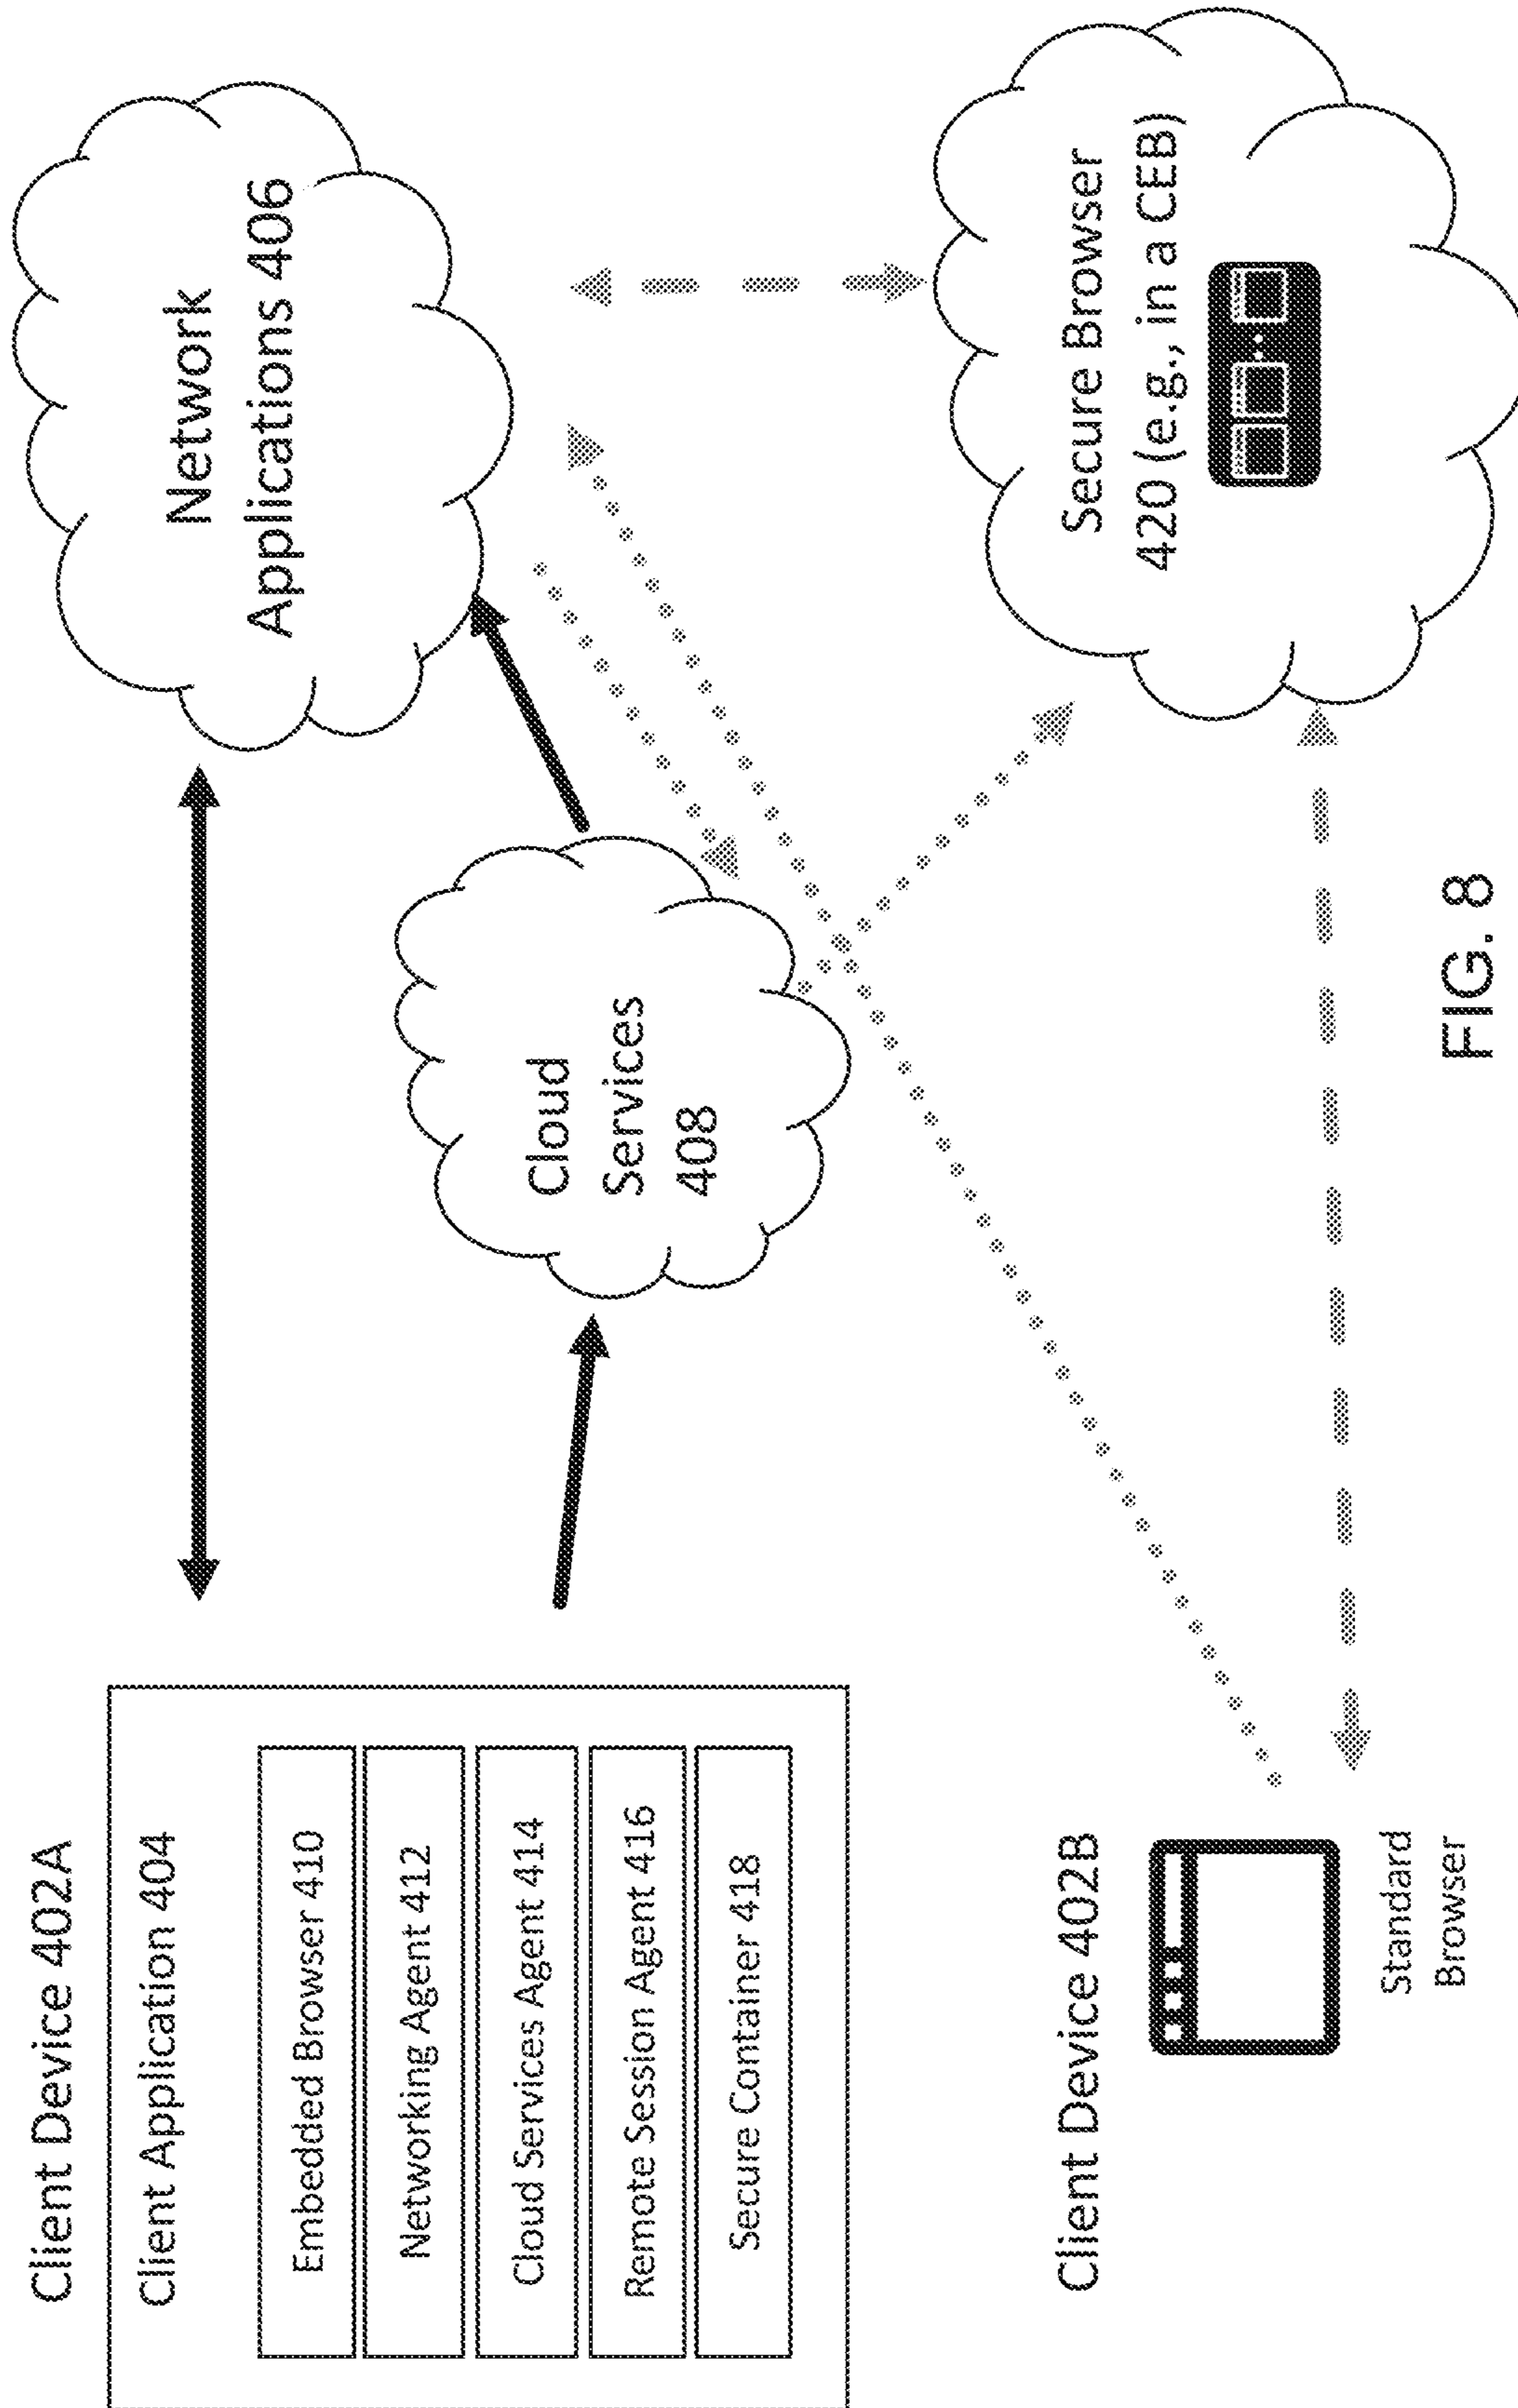 Client Device 402A
Client Application 404
Embedded Browser 410
Networking Agent 412
Cloud Services Agent 414
Remote Session Agent 416
Secure Container 418
Network
Applications 406
Cloud
Services
408
Client Device 402B
Standard
Browser
Secure Browser
420 (e.g., in a CEB)
FIG. 8